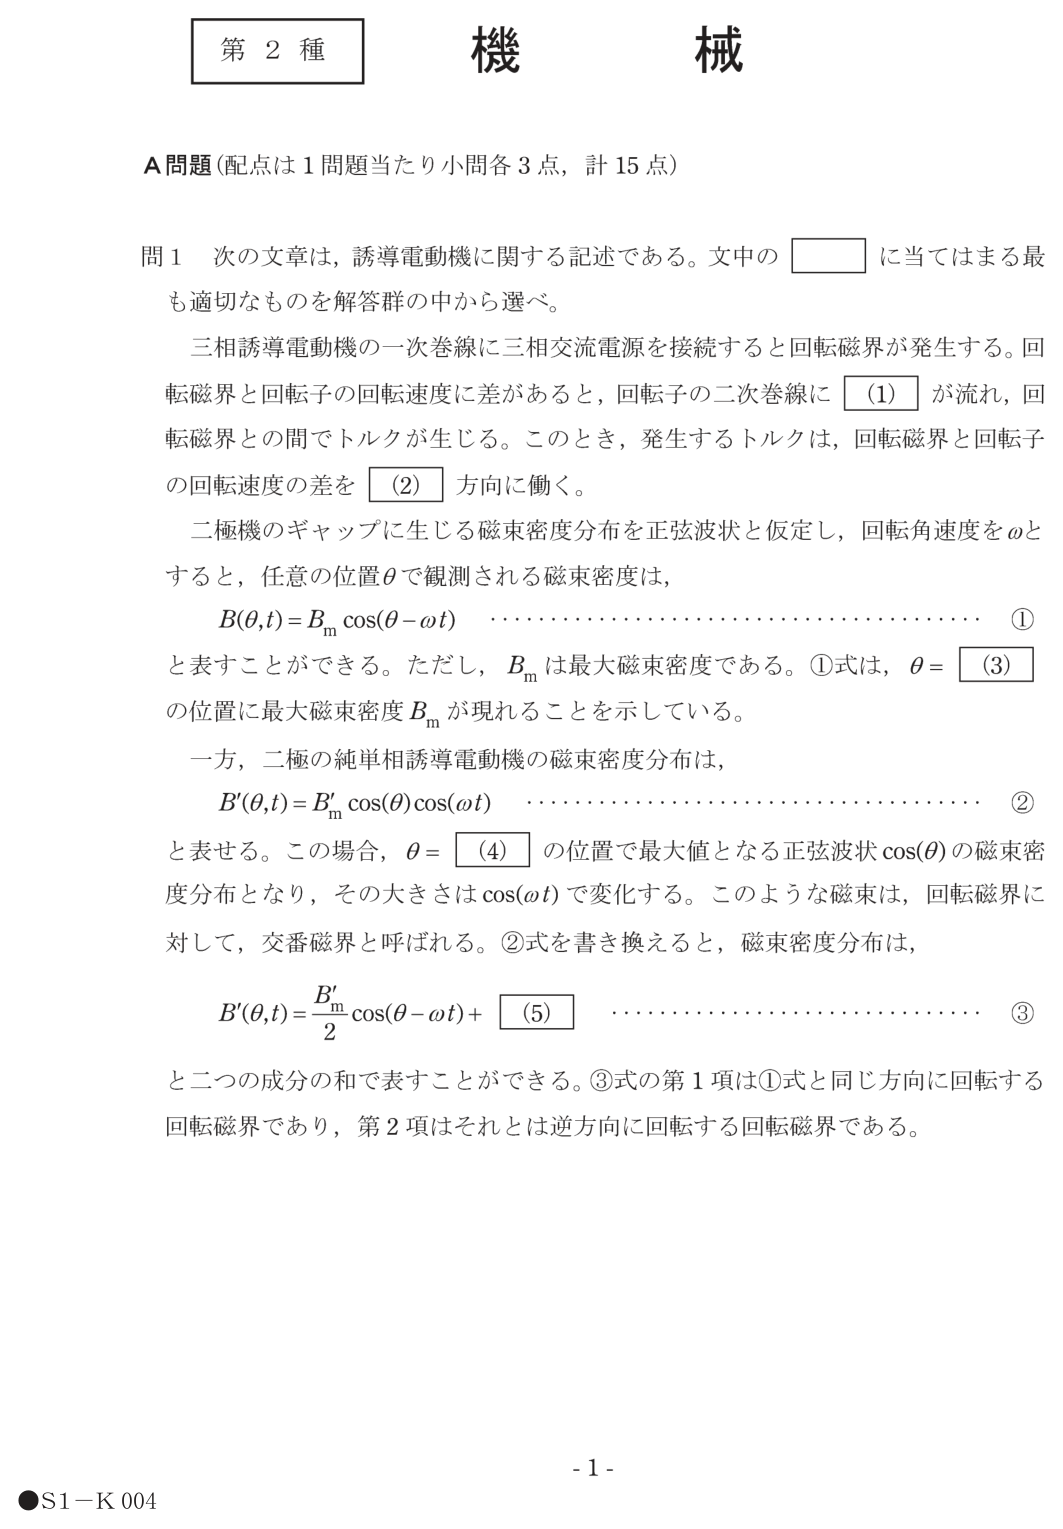 第 2 種 機 械
A問題(配点は1問題当たり小問各3点，計15点)
問1 次の文章は，誘導電動機に関する記述である。文中の に当てはまる最
も適切なものを解答群の中から選べ。
三相誘導電動機の一次巻線に三相交流電源を接続すると回転磁界が発生する。回
転磁界と回転子の回転速度に差があると，回転子の二次巻線に (1) が流れ，回
転磁界との間でトルクが生じる。このとき，発生するトルクは，回転磁界と回転子
の回転速度の差を (2) 方向に働く。
二極機のギャップに生じる磁束密度分布を正弦波状と仮定し，回転角速度をωと
すると，任意の位置θで観測される磁束密度は，
B(θ,t)=Bm cos(θ−ωt) ········································· ①
と表すことができる。ただし，Bmは最大磁束密度である。①式は，θ= (3)
の位置に最大磁束密度Bmが現れることを示している。
一方，二極の純単相誘導電動機の磁束密度分布は，
B′(θ,t)=B′m cos(θ)cos(ωt) ······································ ②
と表せる。この場合，θ= (4) の位置で最大値となる正弦波状cos(θ)の磁束密
度分布となり，その大きさはcos(ωt)で変化する。このような磁束は，回転磁界に
対して，交番磁界と呼ばれる。②式を書き換えると，磁束密度分布は，
B′(θ,t)=B′m/2 cos(θ−ωt)+ (5) ······························· ③
と二つの成分の和で表すことができる。③式の第1項は①式と同じ方向に回転する
回転磁界であり，第2項はそれとは逆方向に回転する回転磁界である。
- 1 -
●S1−K 004